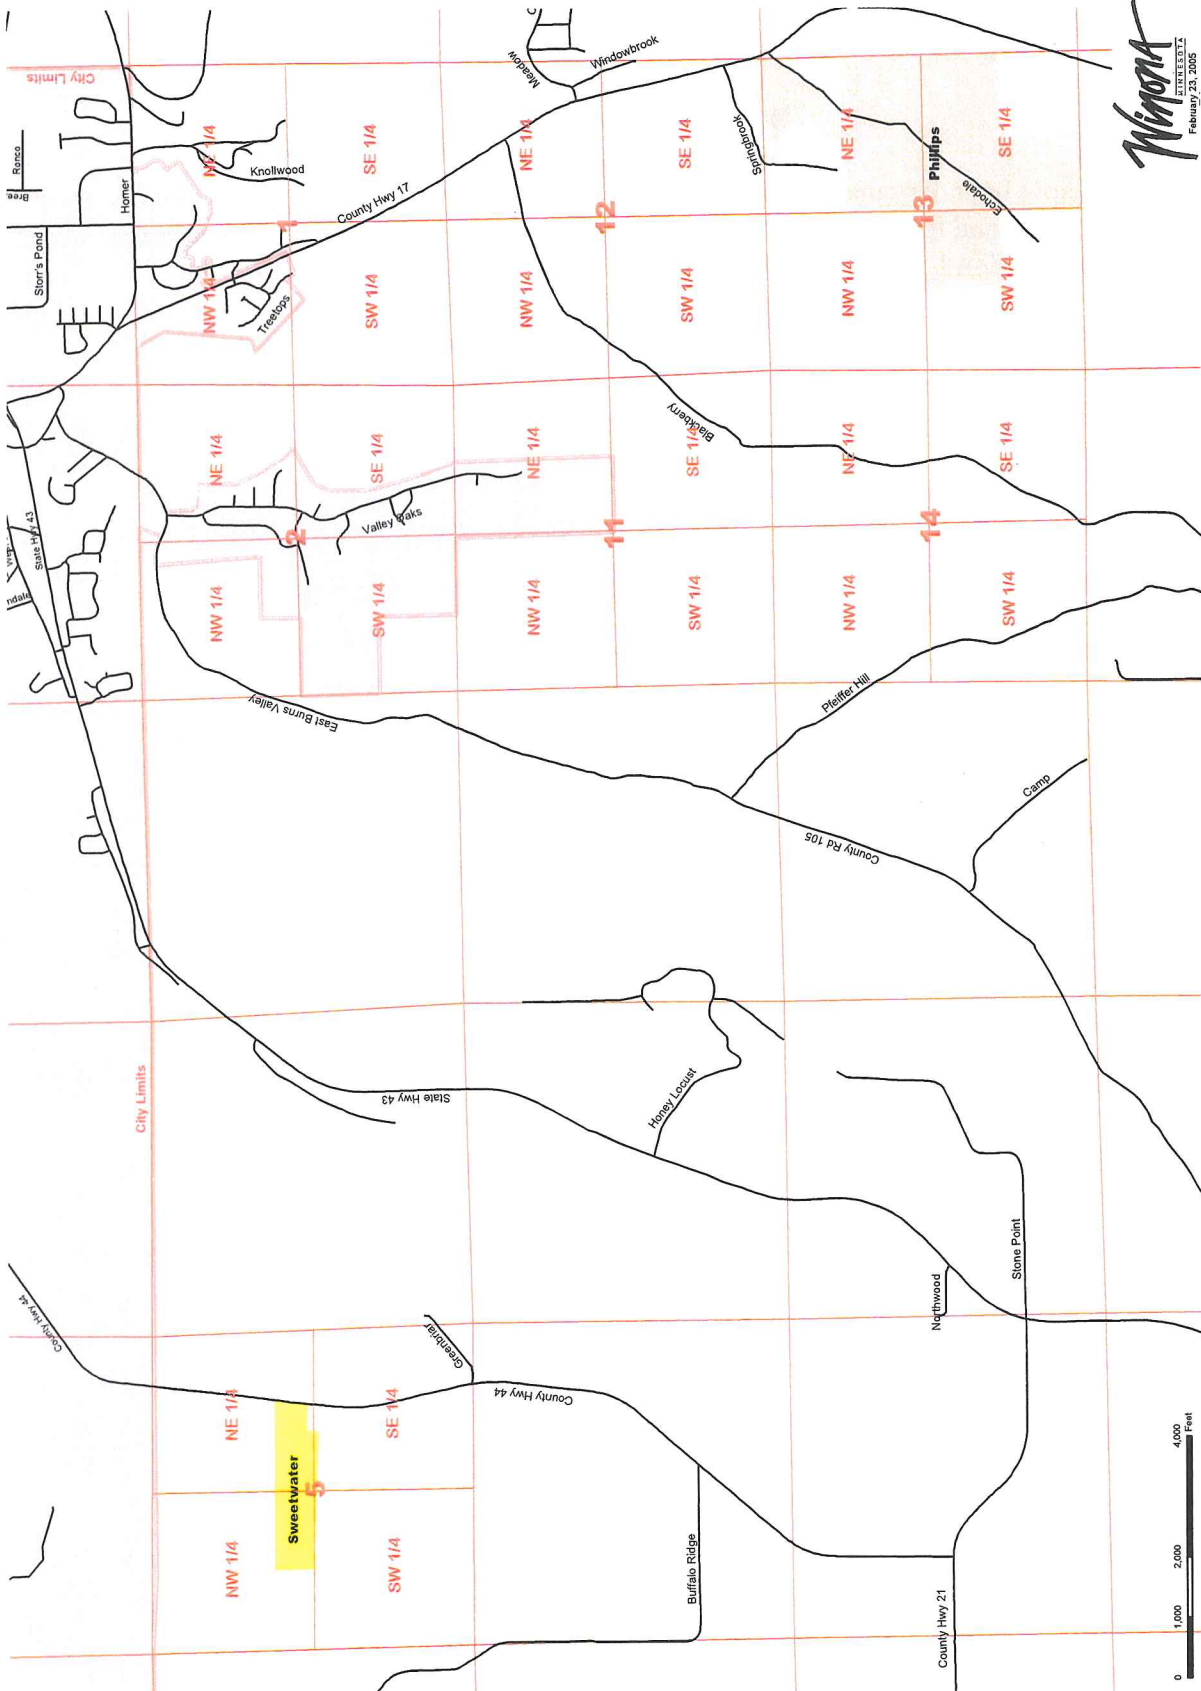 County Hwy 44
City Limits
State Hwy 43
Storr's Pond
Ronco
Homer
City Limits
NW 1/4
NE 1/4
Sweetwater
5
SW 1/4
SE 1/4
Greenbriar
County Hwy 44
State Hwy 43
East Burns Valley
NW 1/4
NE 1/4
2
SW 1/4
SE 1/4
Valley Oaks
NW 1/4
NE 1/4
Knollwood
Treetops
1
County Hwy 17
SW 1/4
SE 1/4
Meadow
Windowbrook
NW 1/4
NE 1/4
11
SW 1/4
SE 1/4
Blackberry
NW 1/4
NE 1/4
12
SW 1/4
SE 1/4
Springbrook
Buffalo Ridge
Honey Locust
County Rd 105
Pfeiffer Hill
NW 1/4
NE 1/4
14
SW 1/4
SE 1/4
NW 1/4
NE 1/4
13
Phillips
SW 1/4
SE 1/4
Echodale
County Hwy 21
Northwood
Stone Point
Camp
0 1,000 2,000 4,000
Feet
Winona
MINNESOTA
February 23, 2005